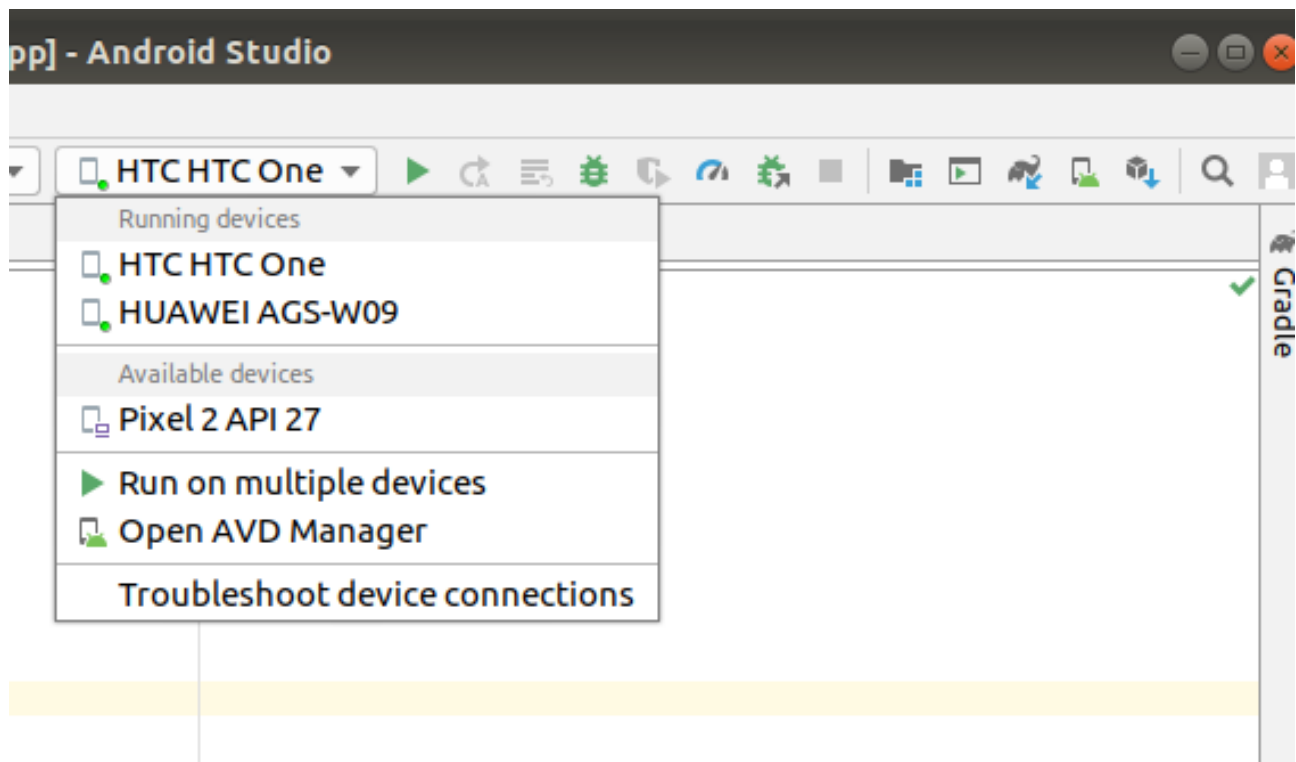 pp] - Android Studio
HTC HTC One
Running devices
HTC HTC One
HUAWEI AGS-W09
Available devices
Pixel 2 API 27
Run on multiple devices
Open AVD Manager
Troubleshoot device connections
Gradle